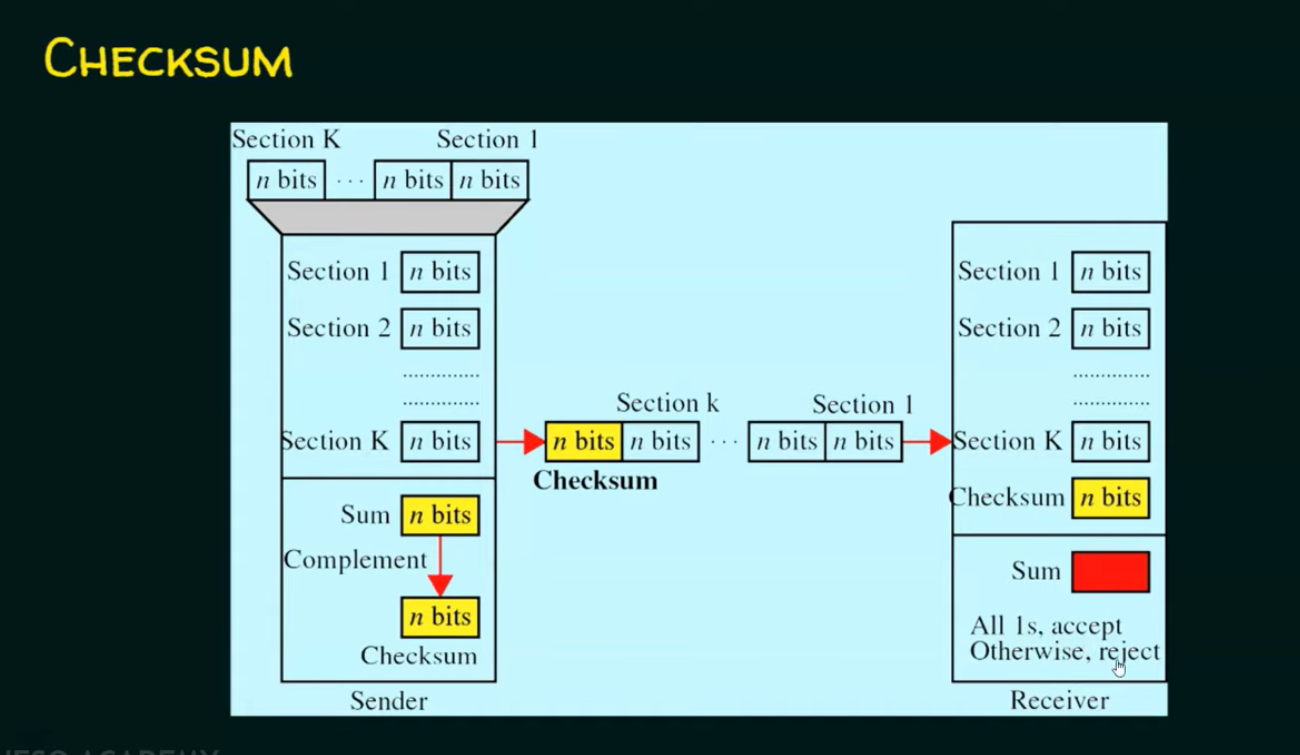 CHECKSUM
Section K Section 1
n bits ... n bits n bits
Section 1 n bits
Section 2 n bits
Section K n bits
Sum n bits
Complement
n bits
Checksum
Sender
Section k Section 1
n bits n bits ... n bits n bits
Checksum
Section 1 n bits
Section 2 n bits
Section K n bits
Checksum n bits
Sum
All 1s, accept
Otherwise, reject
Receiver